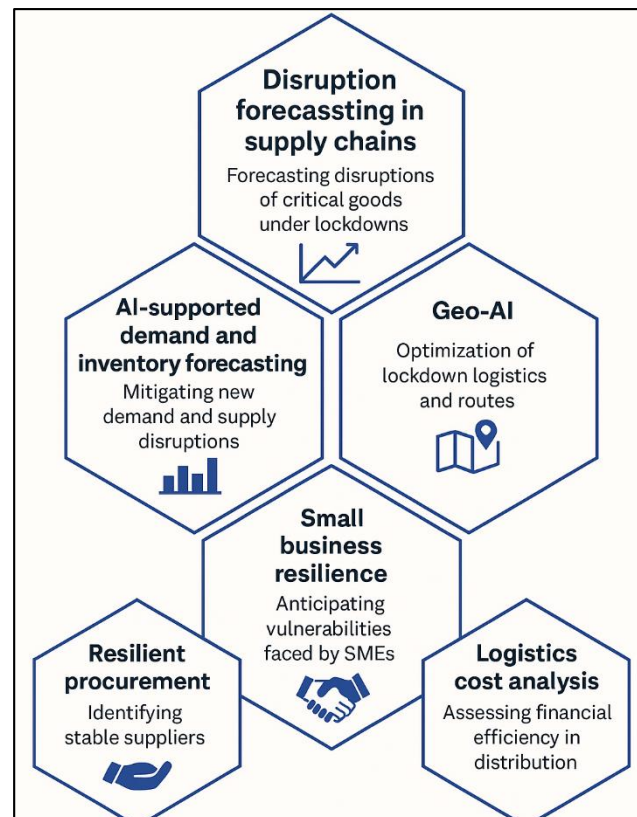 Disruption
forecassting in
supply chains
Forecasting disruptions
of critical goods
under lockdowns
AI-supported
demand and
inventory forecasting
Mitigating new
demand and supply
disruptions
Geo-AI
Optimization of
lockdown logistics
and routes
Small
business
resilience
Anticipating
vulnerabilities
faced by SMEs
Resilient
procurement
Identifying
stable suppliers
Logistics
cost analysis
Assessing financial
efficiency in
distribution